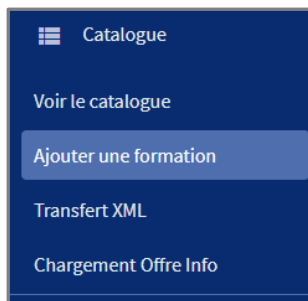 Catalogue
Voir le catalogue
Ajouter une formation
Transfert XML
Chargement Offre Info